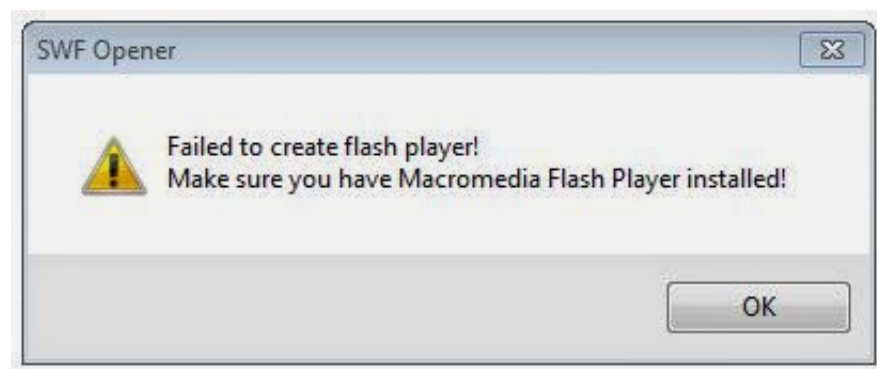 SWF Opener
Failed to create flash player!
Make sure you have Macromedia Flash Player installed!
OK